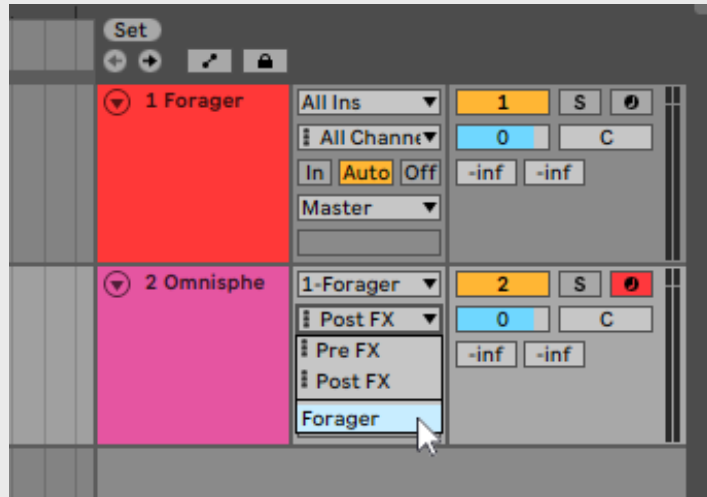 Set
1 Forager
All Ins
1
S
All Channe
0
C
In Auto Off
-inf -inf
Master
2 Omnisphe
1-Forager
2
S
Post FX
0
C
Pre FX
-inf -inf
Post FX
Forager